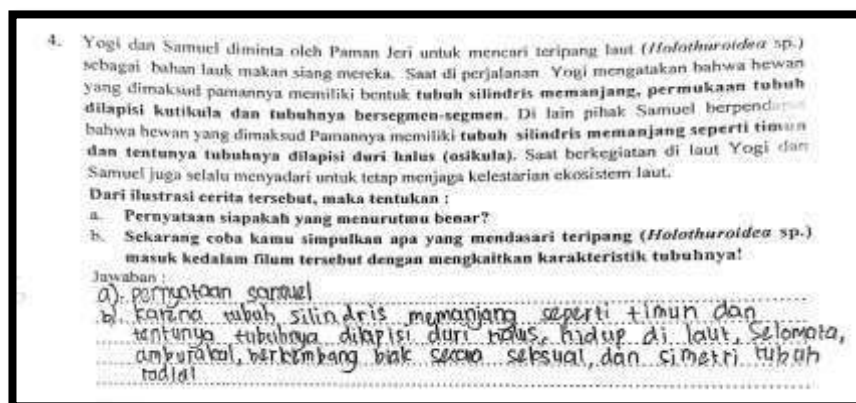 4. Yogi dan Samuel diminta oleh Paman Jeri untuk mencari teripang laut (Holothuroidea sp.)
sebagai bahan lauk makan siang mereka. Saat di perjalanan Yogi mengatakan bahwa hewan
yang dimaksud pamannya memiliki bentuk tubuh silindris memanjang, permukaan tubuh
dilapisi kutikula dan tubuhnya bersegmen-segmen. Di lain pihak Samuel berpendapat
bahwa hewan yang dimaksud Pamannya memiliki tubuh silindris memanjang seperti timun
dan tentunya tubuhnya dilapisi duri halus (osikula). Saat berkegiatan di laut Yogi dan
Samuel juga selalu menyadari untuk tetap menjaga kelestarian ekosistem laut.
Dari ilustrasi cerita tersebut, maka tentukan :
a. Pernyataan siapakah yang menurutmu benar?
b. Sekarang coba kamu simpulkan apa yang mendasari teripang (Holothuroidea sp.)
masuk kedalam filum tersebut dengan mengkaitkan karakteristik tubuhnya!
Jawaban :
a). pernyataan samuel
b). karena tubuh silindris memanjang seperti timun dan
tentunya tubuhnya dilapisi duri halus, hidup di laut, Selomata,
ambulakal, berkembang biak secara seksual, dan simetri tubuh
radial